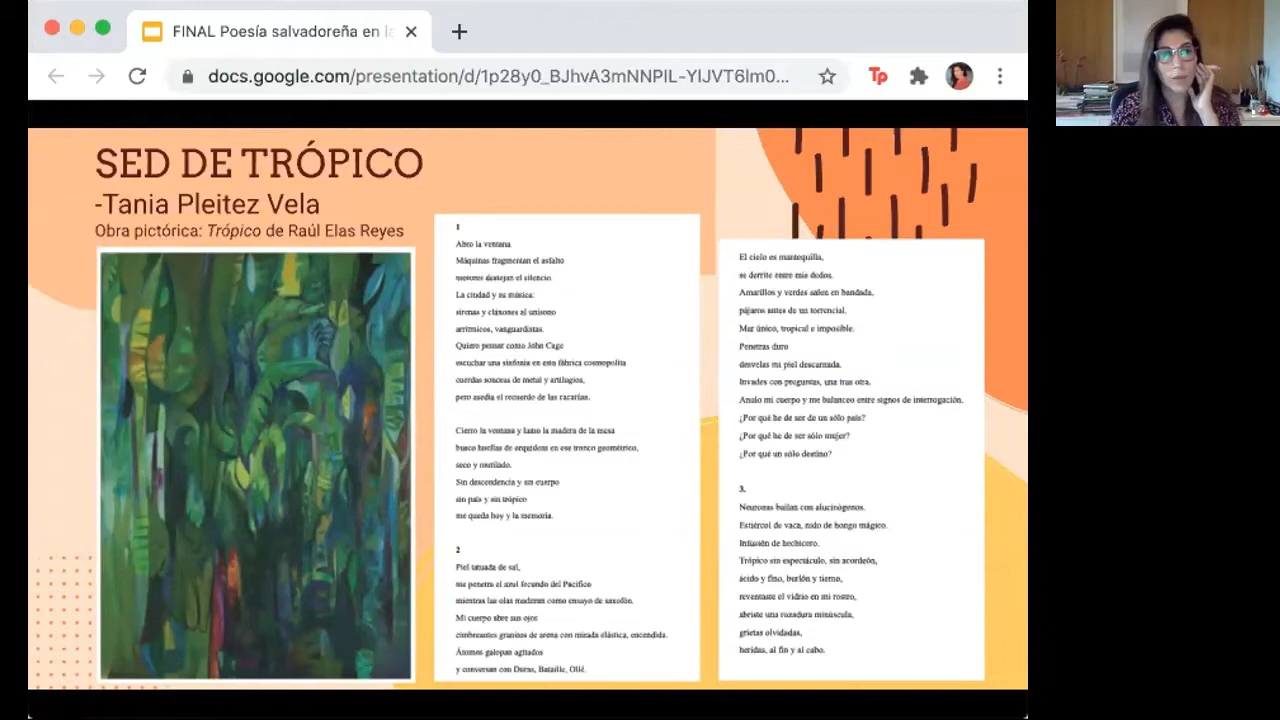 FINAL Poesía salvadoreña en la
docs.google.com/presentation/d/1p28y0_BJhvA3mNNPIL-YlJVT6lm0...
Tp
SED DE TRÓPICO
-Tania Pleitez Vela
Obra pictórica: Trópico de Raúl Elas Reyes
1
Abro la ventana.
Máquinas fragmentan el asfalto
motores destejan el silencio.
La ciudad y su música:
sirenas y cláxones al unísono
arrítmicos, vanguardistas.
Quiero pensar como John Cage
escuchar una sinfonía en esta fábrica cosmopolita
cuerdas sonoras de metal y artilugios,
pero asedia el recuerdo de las cucarachas.
Cierro la ventana y lamo la madera de la mesa
busco huellas de orquídeas en ese tronco geométrico,
seco y mutilado.
Sin descendencia y sin cuerpo
sin país y sin trópico
me queda hoy y la memoria.
2
Piel tatuada de sal,
me penetra el azul fecundo del Pacífico
mientras las olas maderan como ensayo de saxofón.
Mi cuerpo abre sus ojos
cimbreantes granitos de arena con mirada elástica, encendida.
Átomos galopan agitados
y conversan con Duras, Bataille, Ollé.
El cielo es mantequilla,
se derrite entre mis dedos.
Amarillos y verdes salen en bandada,
pájaros antes de un torrencial.
Mar único, tropical e imposible.
Penetras duro
desvelas mi piel descarnada.
Invades con preguntas, una tras otra.
Anulo mi cuerpo y me balanceo entre signos de interrogación.
¿Por qué he de ser de un sólo país?
¿Por qué he de ser sólo mujer?
¿Por qué un sólo destino?
3.
Neuronas bailan con alucinógenos.
Estiércol de vaca, nido de hongo mágico.
Infusión de hechicero.
Trópico sin espectáculo, sin acordeón,
ácido y fino, burlón y tierno,
reventaste el vidrio en mi rostro,
abriste una rozadura minúscula,
grietas olvidadas,
heridas, al fin y al cabo.